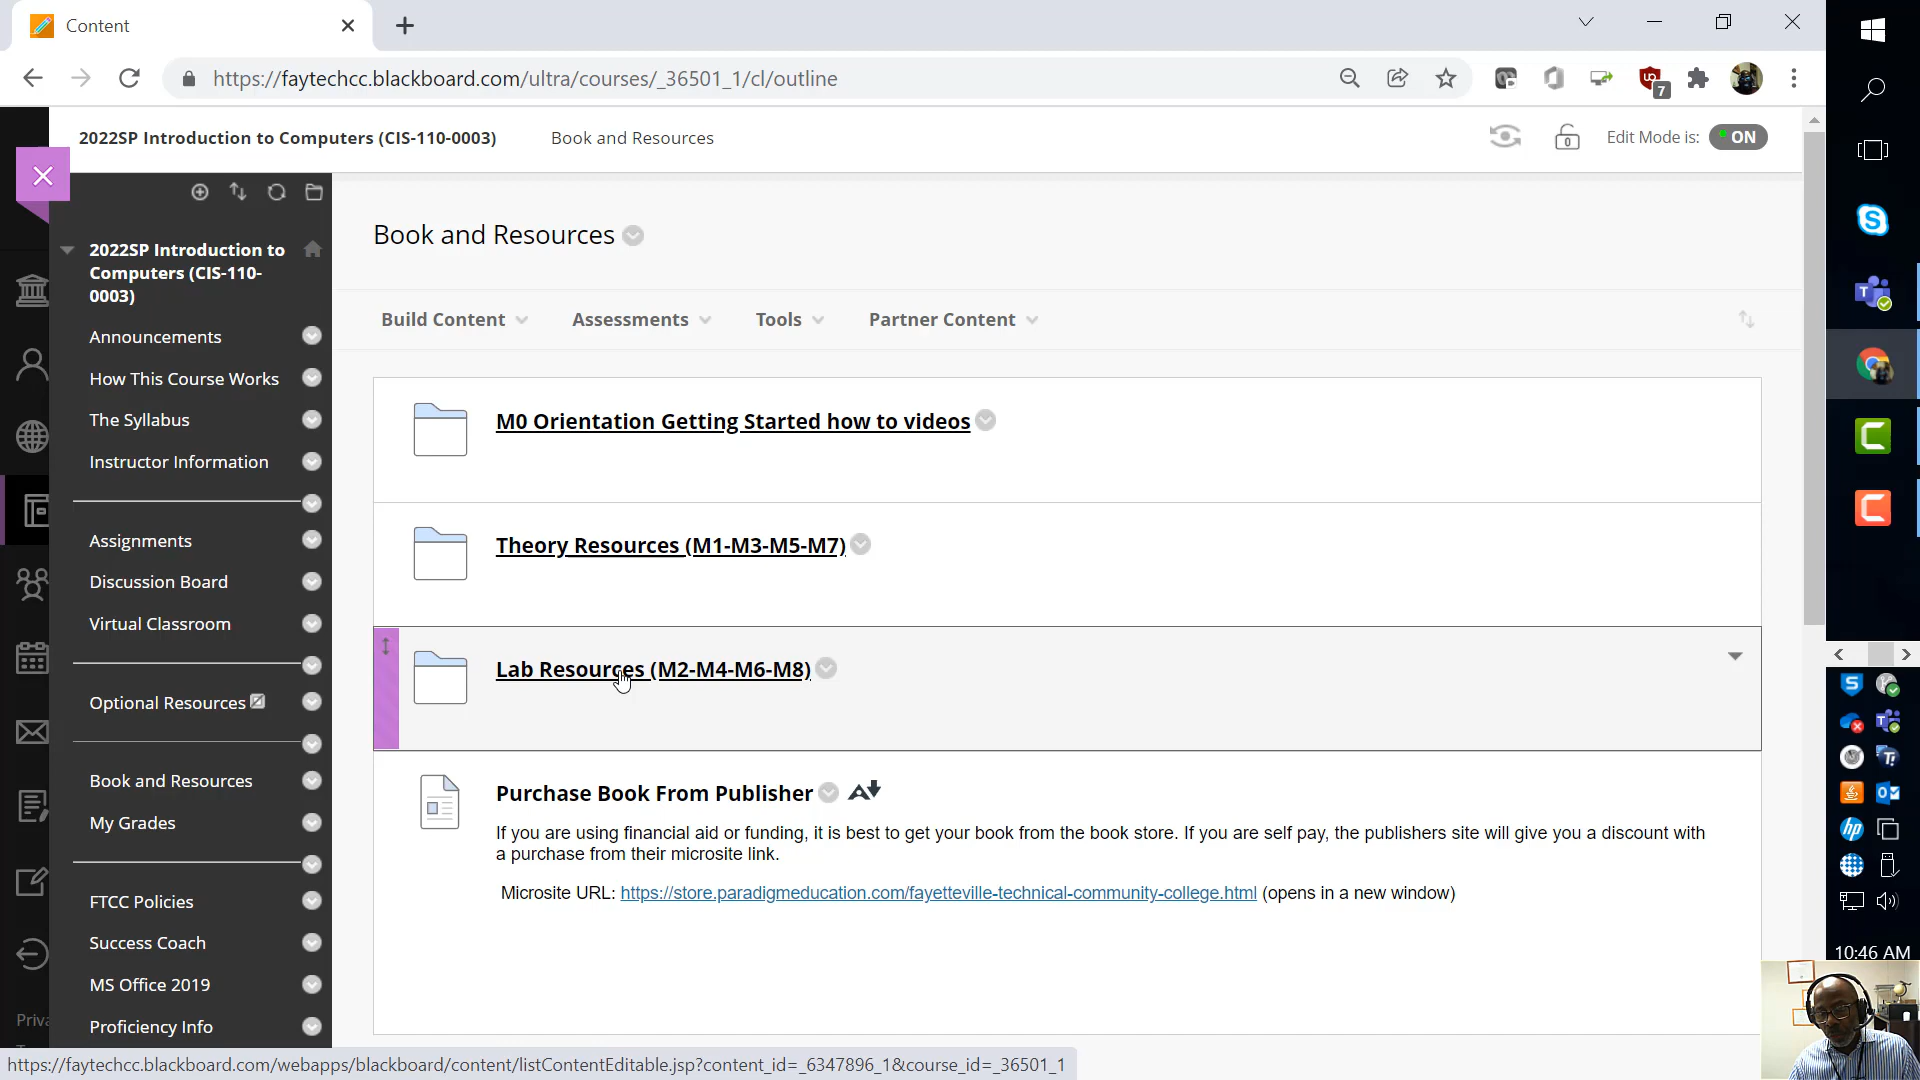 Content
https://faytechcc.blackboard.com/ultra/courses/_36501_1/cl/outline
7
2022SP Introduction to Computers (CIS-110-0003)
Book and Resources
0
Edit Mode is:
ON
2022SP Introduction to
Computers (CIS-110-
0003)
Announcements
How This Course Works
The Syllabus
Instructor Information
Assignments
Discussion Board
Virtual Classroom
Optional Resources
Book and Resources
My Grades
FTCC Policies
Success Coach
MS Office 2019
Proficiency Info
Priva
Book and Resources
Build Content
Assessments
Tools
Partner Content
M0 Orientation Getting Started how to videos
Theory Resources (M1-M3-M5-M7)
Lab Resources (M2-M4-M6-M8)
Purchase Book From Publisher
If you are using financial aid or funding, it is best to get your book from the book store. If you are self pay, the publishers site will give you a discount with
a purchase from their microsite link.
Microsite URL: https://store.paradigmeducation.com/fayetteville-technical-community-college.html (opens in a new window)
https://faytechcc.blackboard.com/webapps/blackboard/content/listContentEditable.jsp?content_id=_6347896_1&course_id=_36501_1
10:46 AM